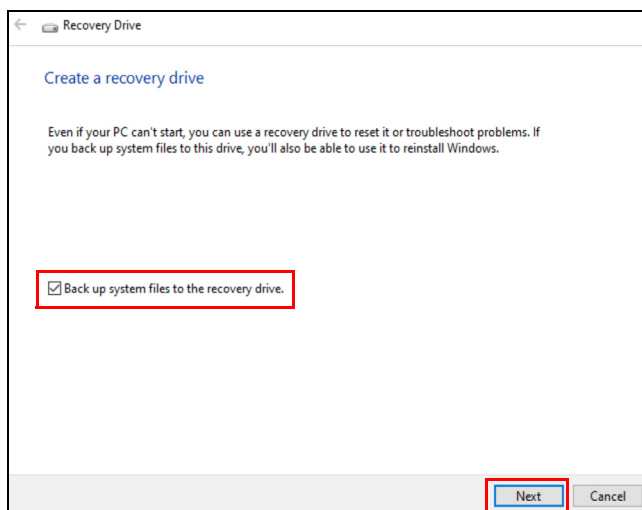 Recovery Drive
Create a recovery drive
Even if your PC can't start, you can use a recovery drive to reset it or troubleshoot problems. If
you back up system files to this drive, you'll also be able to use it to reinstall Windows.
Back up system files to the recovery drive.
Next Cancel